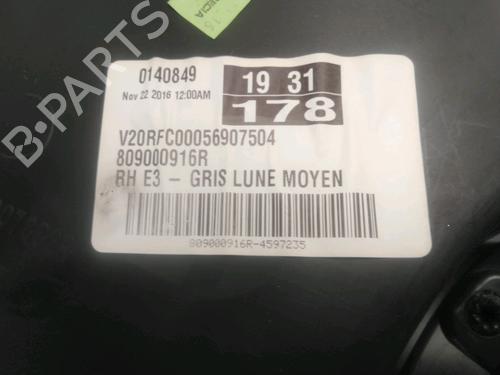 0140849
Nov 22 2016 12:00AM
19 31
178
V20RFC00056907504
809000916R
RH E3 - GRIS LUNE MOYEN
809000916R-4597235
B-PARTS